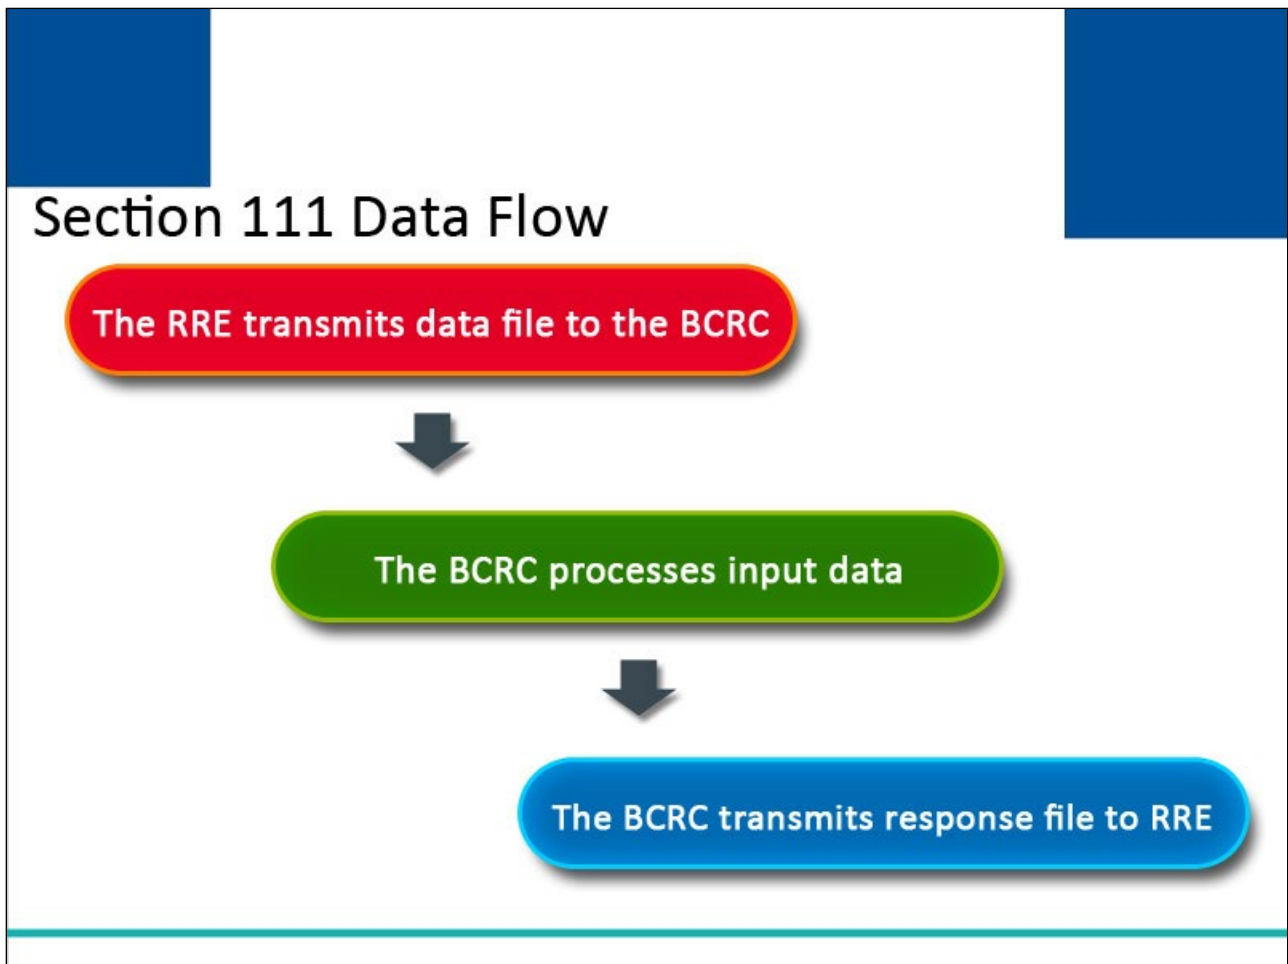 Section 111 Data Flow
The RRE transmits data file to the BCRC
The BCRC processes input data
The BCRC transmits response file to RRE